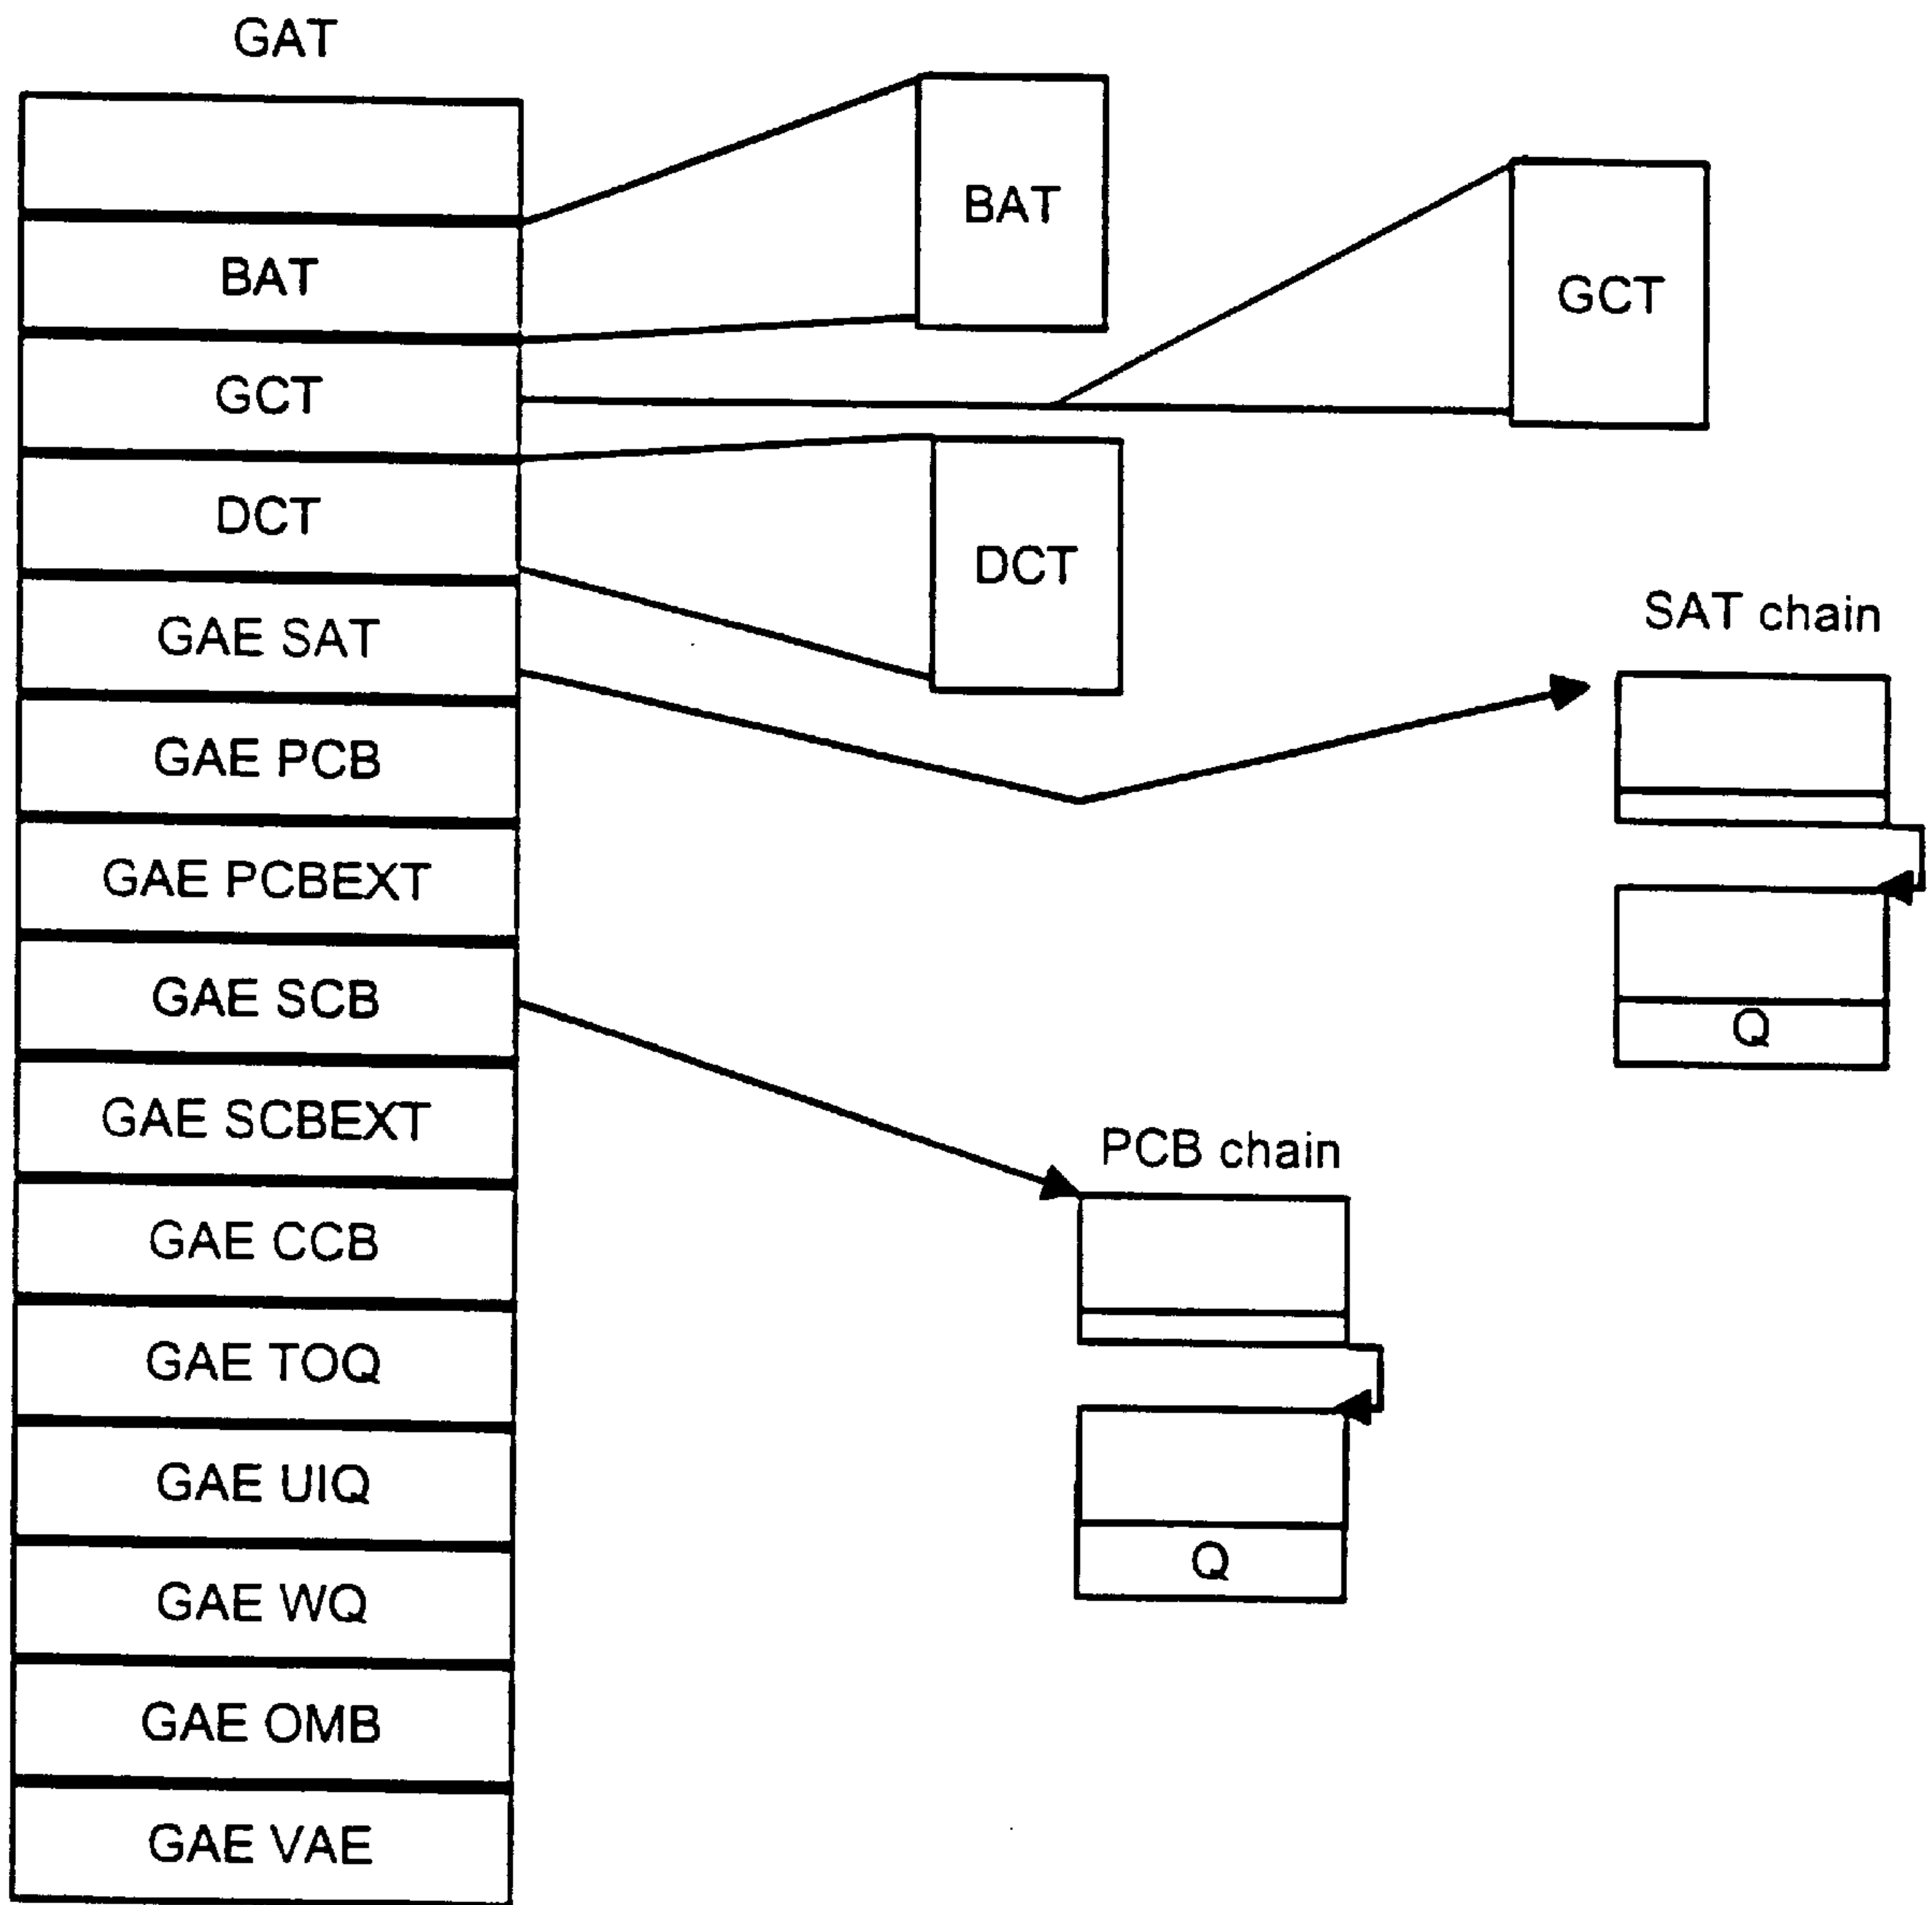 GAT
BAT
GCT
DCT
GAE SAT
GAE PCB
GAE PCBEXT
GAE SCB
GAE SCBEXT
GAE CCB
GAE TOQ
GAE UIQ
GAE WQ
GAE OMB
GAE VAE
BAT
GCT
DCT
SAT chain
Q
PCB chain
Q